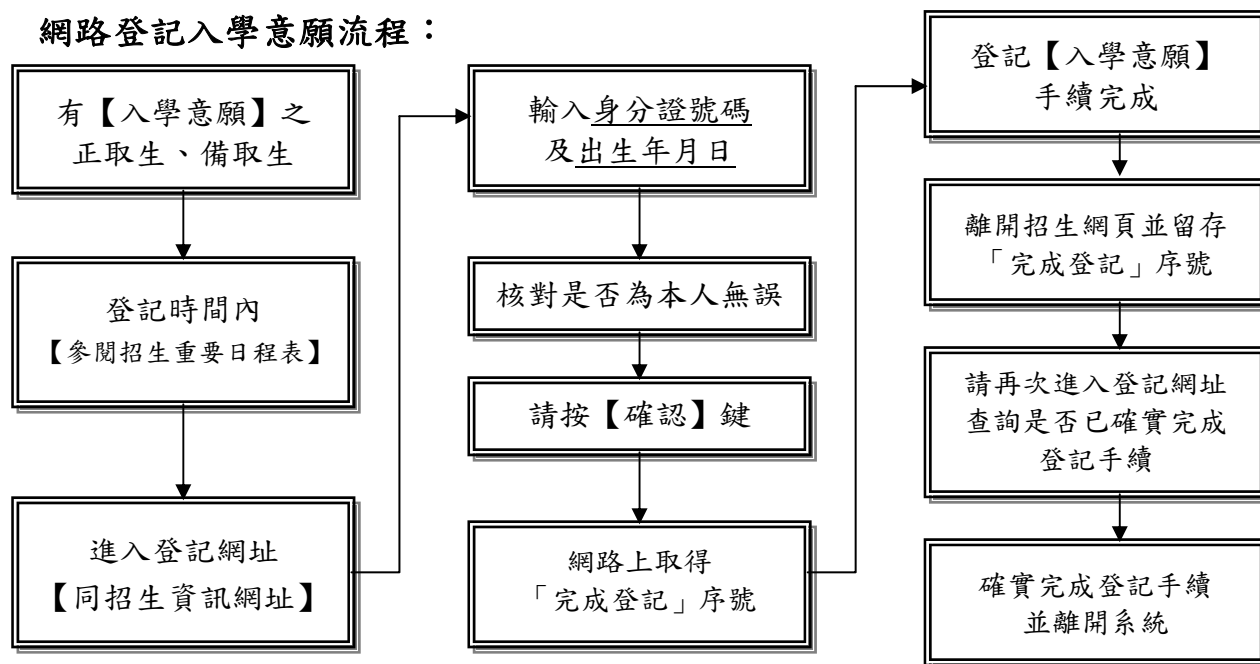 網路登記入學意願流程：
有【入學意願】之
正取生、備取生
登記時間內
【參閱招生重要日程表】
進入登記網址
【同招生資訊網址】
輸入身分證號碼
及出生年月日
核對是否為本人無誤
請按【確認】鍵
網路上取得
「完成登記」序號
登記【入學意願】
手續完成
離開招生網頁並留存
「完成登記」序號
請再次進入登記網址
查詢是否已確實完成
登記手續
確實完成登記手續
並離開系統